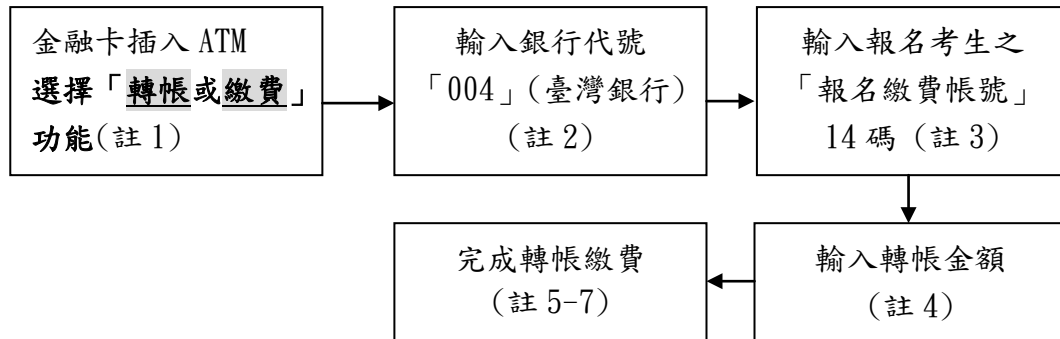 金融卡插入 ATM
選擇「轉帳或繳費」
功能(註 1)
輸入銀行代號
「004」(臺灣銀行)
(註 2)
輸入報名考生之
「報名繳費帳號」
14 碼 (註 3)
輸入轉帳金額
(註 4)
完成轉帳繳費
(註 5-7)